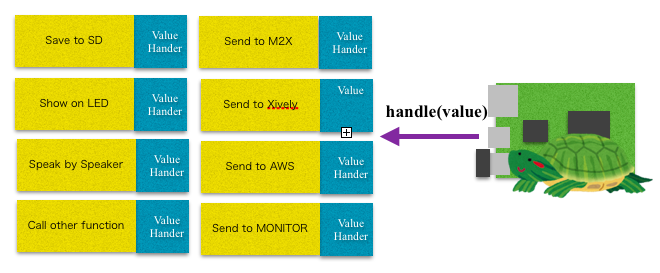 Save to SD
Value
Hander
Send to M2X
Value
Hander
Show on LED
Value
Hander
Send to Xively
Value
handle(value)
Speak by Speaker
Value
Hander
Send to AWS
Value
Hander
Call other function
Value
Hander
Send to MONITOR
Value
Hander